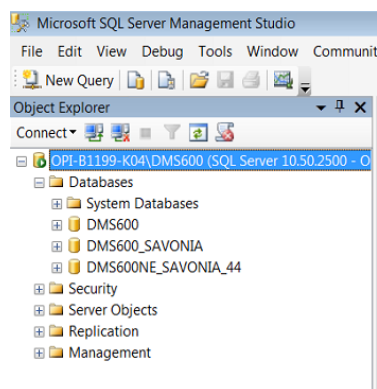 Microsoft SQL Server Management Studio
File Edit View Debug Tools Window Communit
New Query
Object Explorer
Connect
OPI-B1199-K04\DMS600 (SQL Server 10.50.2500 - O
Databases
System Databases
DMS600
DMS600_SAVONIA
DMS600NE_SAVONIA_44
Security
Server Objects
Replication
Management